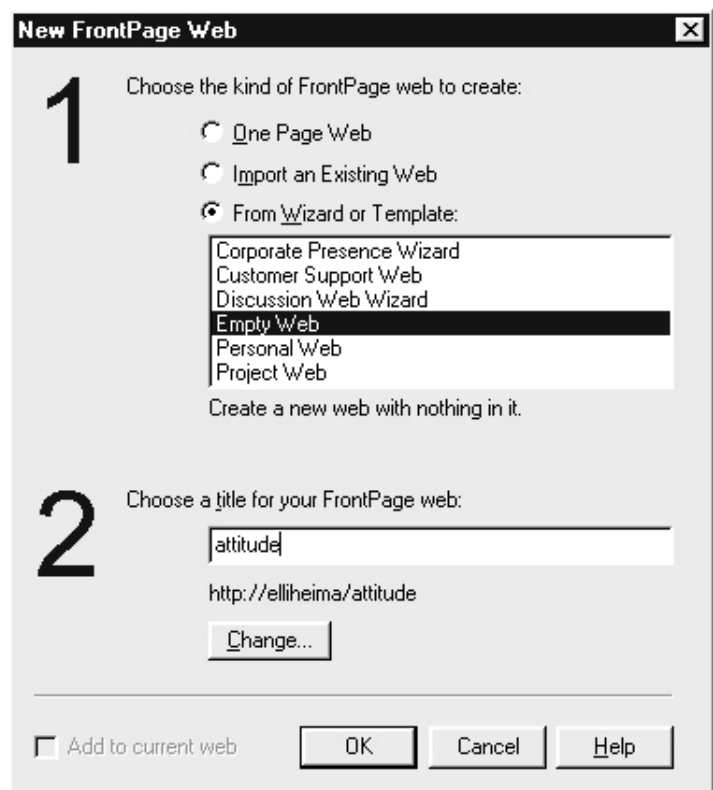 New FrontPage Web
1
Choose the kind of FrontPage web to create:
One Page Web
Import an Existing Web
From Wizard or Template:
Corporate Presence Wizard
Customer Support Web
Discussion Web Wizard
Empty Web
Personal Web
Project Web
Create a new web with nothing in it.
2
Choose a title for your FrontPage web:
attitude
http://elliheima/attitude
Change...
Add to current web
OK
Cancel
Help